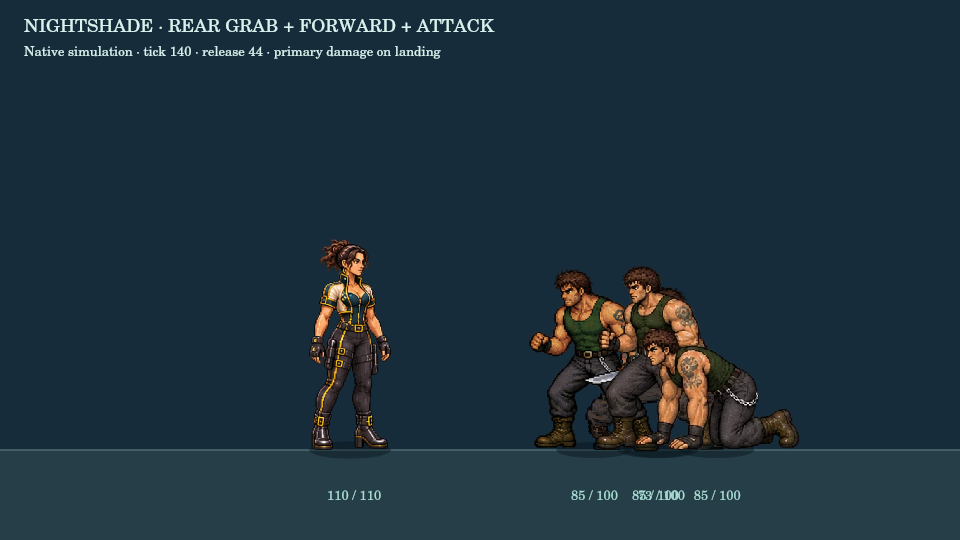 NIGHTSHADE · REAR GRAB + FORWARD + ATTACK
Native simulation · tick 140 · release 44 · primary damage on landing
110 / 110 85 / 100 85 / 100